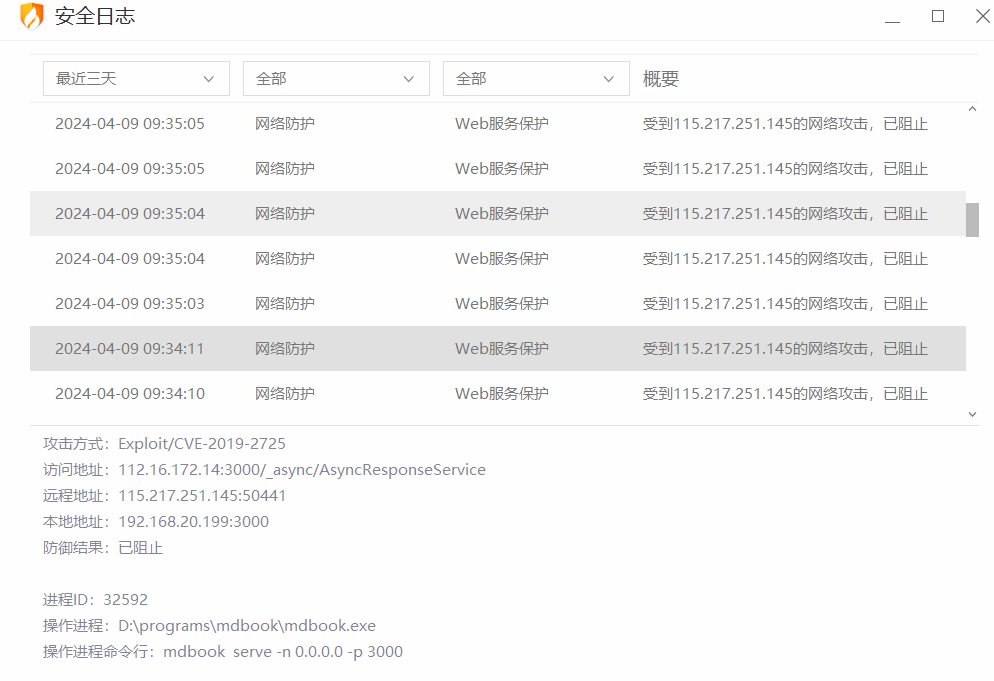 安全日志
最近三天 全部 全部 概要
2024-04-09 09:35:05 网络防护 Web服务保护 受到115.217.251.145的网络攻击，已阻止
2024-04-09 09:35:05 网络防护 Web服务保护 受到115.217.251.145的网络攻击，已阻止
2024-04-09 09:35:04 网络防护 Web服务保护 受到115.217.251.145的网络攻击，已阻止
2024-04-09 09:35:04 网络防护 Web服务保护 受到115.217.251.145的网络攻击，已阻止
2024-04-09 09:35:03 网络防护 Web服务保护 受到115.217.251.145的网络攻击，已阻止
2024-04-09 09:34:11 网络防护 Web服务保护 受到115.217.251.145的网络攻击，已阻止
2024-04-09 09:34:10 网络防护 Web服务保护 受到115.217.251.145的网络攻击，已阻止
攻击方式：Exploit/CVE-2019-2725
访问地址：112.16.172.14:3000/_async/AsyncResponseService
远程地址：115.217.251.145:50441
本地地址：192.168.20.199:3000
防御结果：已阻止
进程ID：32592
操作进程：D:\programs\mdbook\mdbook.exe
操作进程命令行：mdbook  serve -n 0.0.0.0 -p 3000